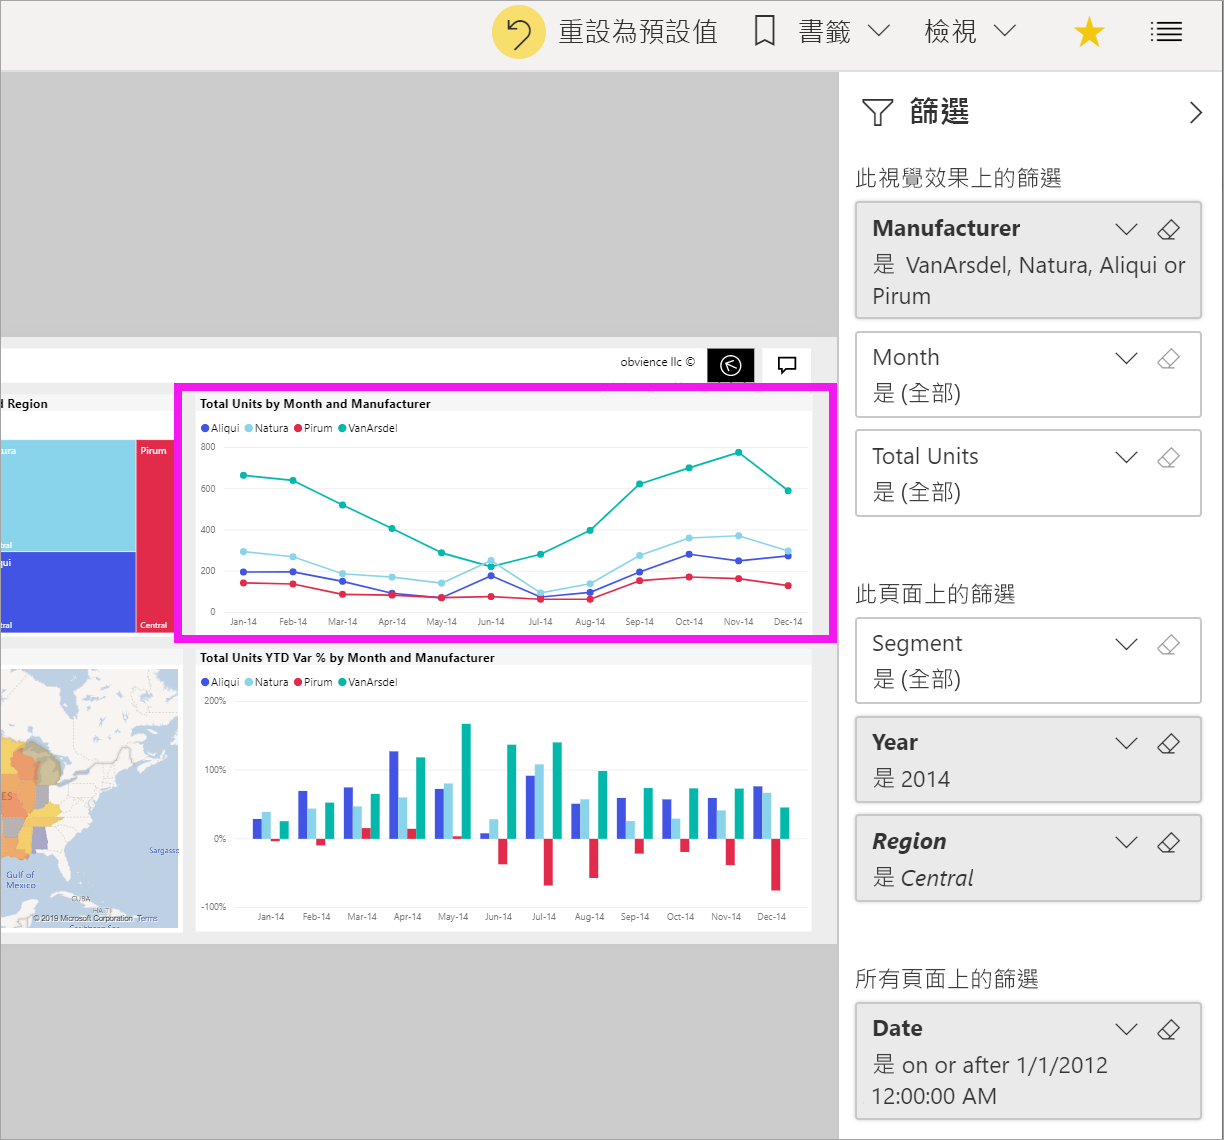 重設為預設值
書籤
檢視
篩選
此視覺效果上的篩選
Manufacturer
是 VanArsdel, Natura, Aliqui or
Pirum
Month
是 (全部)
Total Units
是 (全部)
此頁面上的篩選
Segment
是 (全部)
Year
是 2014
Region
是 Central
所有頁面上的篩選
Date
是 on or after 1/1/2012
12:00:00 AM
obvience llc ©
d Region
ura
Pirum
tral
qui
tral
Central
Total Units by Month and Manufacturer
Aliqui Natura Pirum VanArsdel
800
600
400
200
0
Jan-14 Feb-14 Mar-14 Apr-14 May-14 Jun-14 Jul-14 Aug-14 Sep-14 Oct-14 Nov-14 Dec-14
Total Units YTD Var % by Month and Manufacturer
Aliqui Natura Pirum VanArsdel
200%
100%
0%
-100%
Jan-14 Feb-14 Mar-14 Apr-14 May-14 Jun-14 Jul-14 Aug-14 Sep-14 Oct-14 Nov-14 Dec-14
ES
Sargasso
Gulf of
Mexico
CUBA
© 2019 Microsoft Corporation Terms